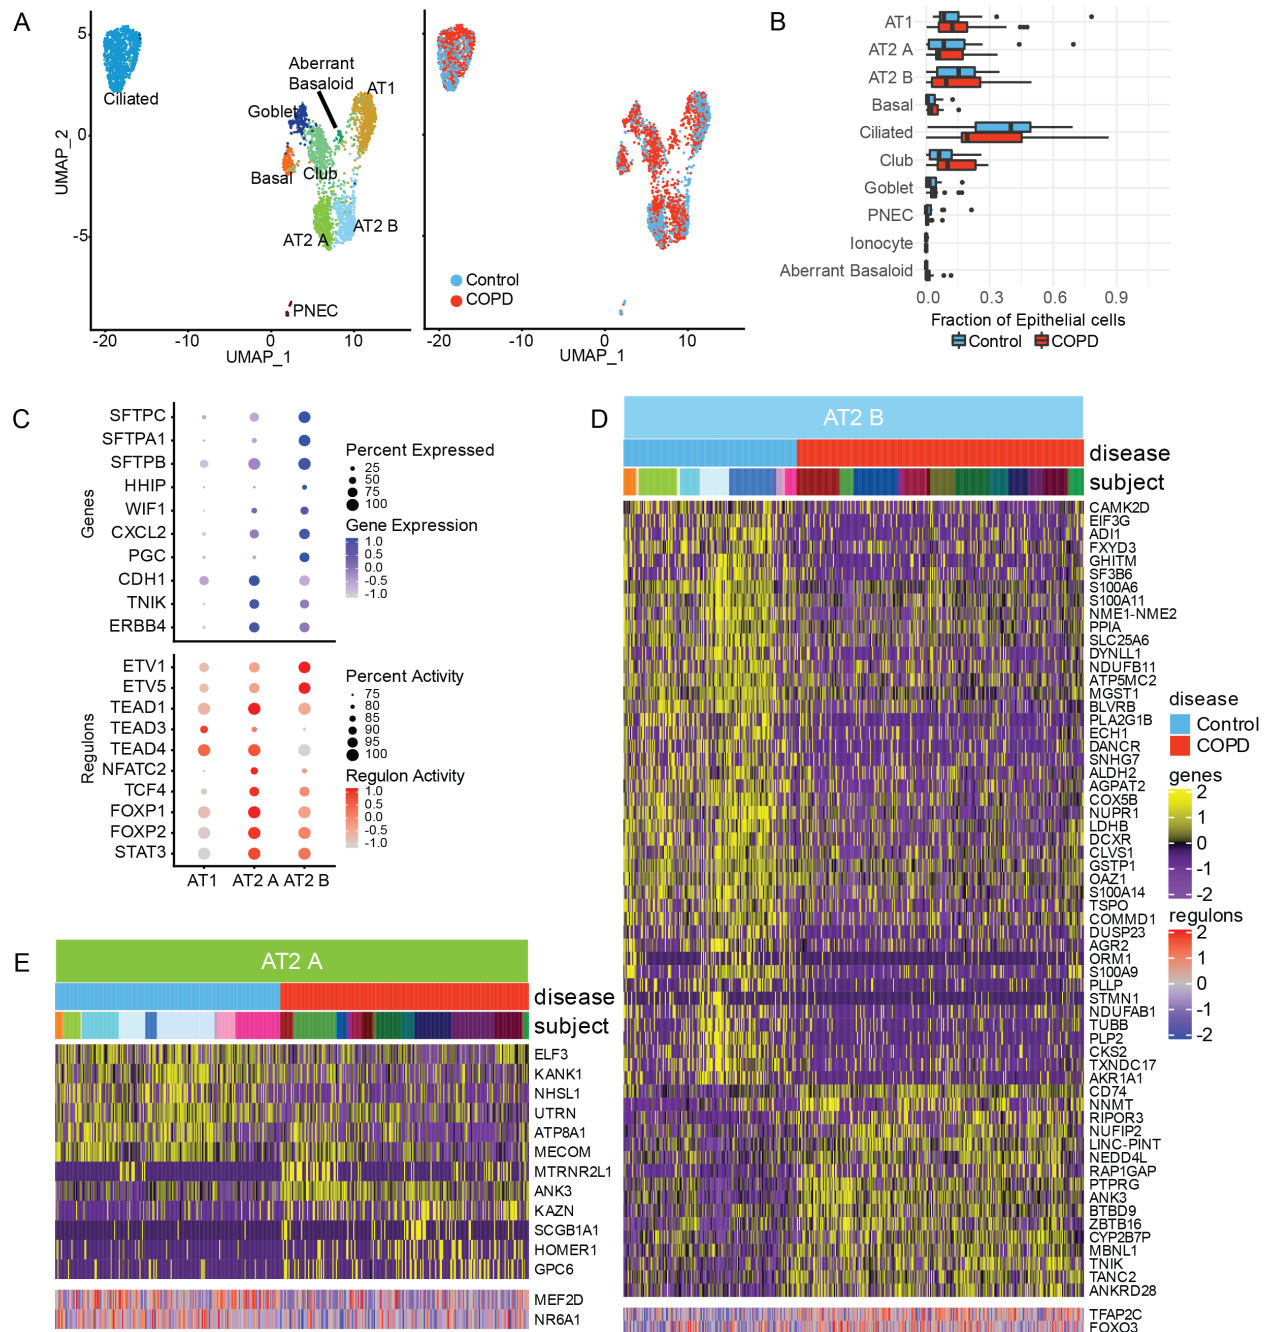 A
5
0
-5
UMAP_2
Ciliated
Aberrant
Basaloid
AT1
Goblet
Basal
Club
AT2 A
AT2 B
PNEC
-20
-10
0
10
UMAP_1
Control
COPD
-20
-10
0
10
UMAP_1
B
AT1
AT2 A
AT2 B
Basal
Ciliated
Club
Goblet
PNEC
Ionocyte
Aberrant Basaloid
0.0
0.3
0.6
0.9
Fraction of Epithelial cells
Control
COPD
C
Genes
SFTPC
SFTPA1
SFTPB
HHIP
WIF1
CXCL2
PGC
CDH1
TNIK
ERBB4
Percent Expressed
25
50
75
100
Gene Expression
1.0
0.5
0.0
-0.5
-1.0
Regulons
ETV1
ETV5
TEAD1
TEAD3
TEAD4
NFATC2
TCF4
FOXP1
FOXP2
STAT3
AT1
AT2 A
AT2 B
Percent Activity
75
80
85
90
95
100
Regulon Activity
1.0
0.5
0.0
-0.5
-1.0
D
AT2 B
disease
subject
CAMK2D
EIF3G
ADI1
FXYD3
GHITM
SF3B6
S100A6
S100A11
NME1-NME2
PPIA
SLC25A6
DYNLL1
NDUFB11
ATP5MC2
MGST1
BLVRB
PLA2G1B
ECH1
DANCR
SNHG7
ALDH2
AGPAT2
COX5B
NUPR1
LDHB
DCXR
CLVS1
GSTP1
OAZ1
S100A14
TSPO
COMMD1
DUSP23
AGR2
ORM1
S100A9
PLLP
STMN1
NDUFAB1
TUBB
PLP2
CKS2
TXNDC17
AKR1A1
CD74
NNMT
RIPOR3
NUFIP2
LINC-PINT
NEDD4L
RAP1GAP
PTPRG
ANK3
BTBD9
ZBTB16
CYP2B7P
MBNL1
TNIK
TANC2
ANKRD28
TFAP2C
FOXO3
disease
Control
COPD
genes
2
1
0
-1
-2
regulons
2
1
0
-1
-2
E
AT2 A
disease
subject
ELF3
KANK1
NHSL1
UTRN
ATP8A1
MECOM
MTRNR2L1
ANK3
KAZN
SCGB1A1
HOMER1
GPC6
MEF2D
NR6A1